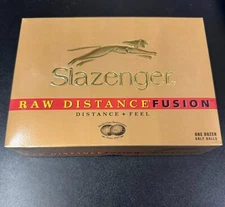 Slazenger
RAW DISTANCE FUSION
DISTANCE + FEEL
ONE DOZEN
GOLF BALLS